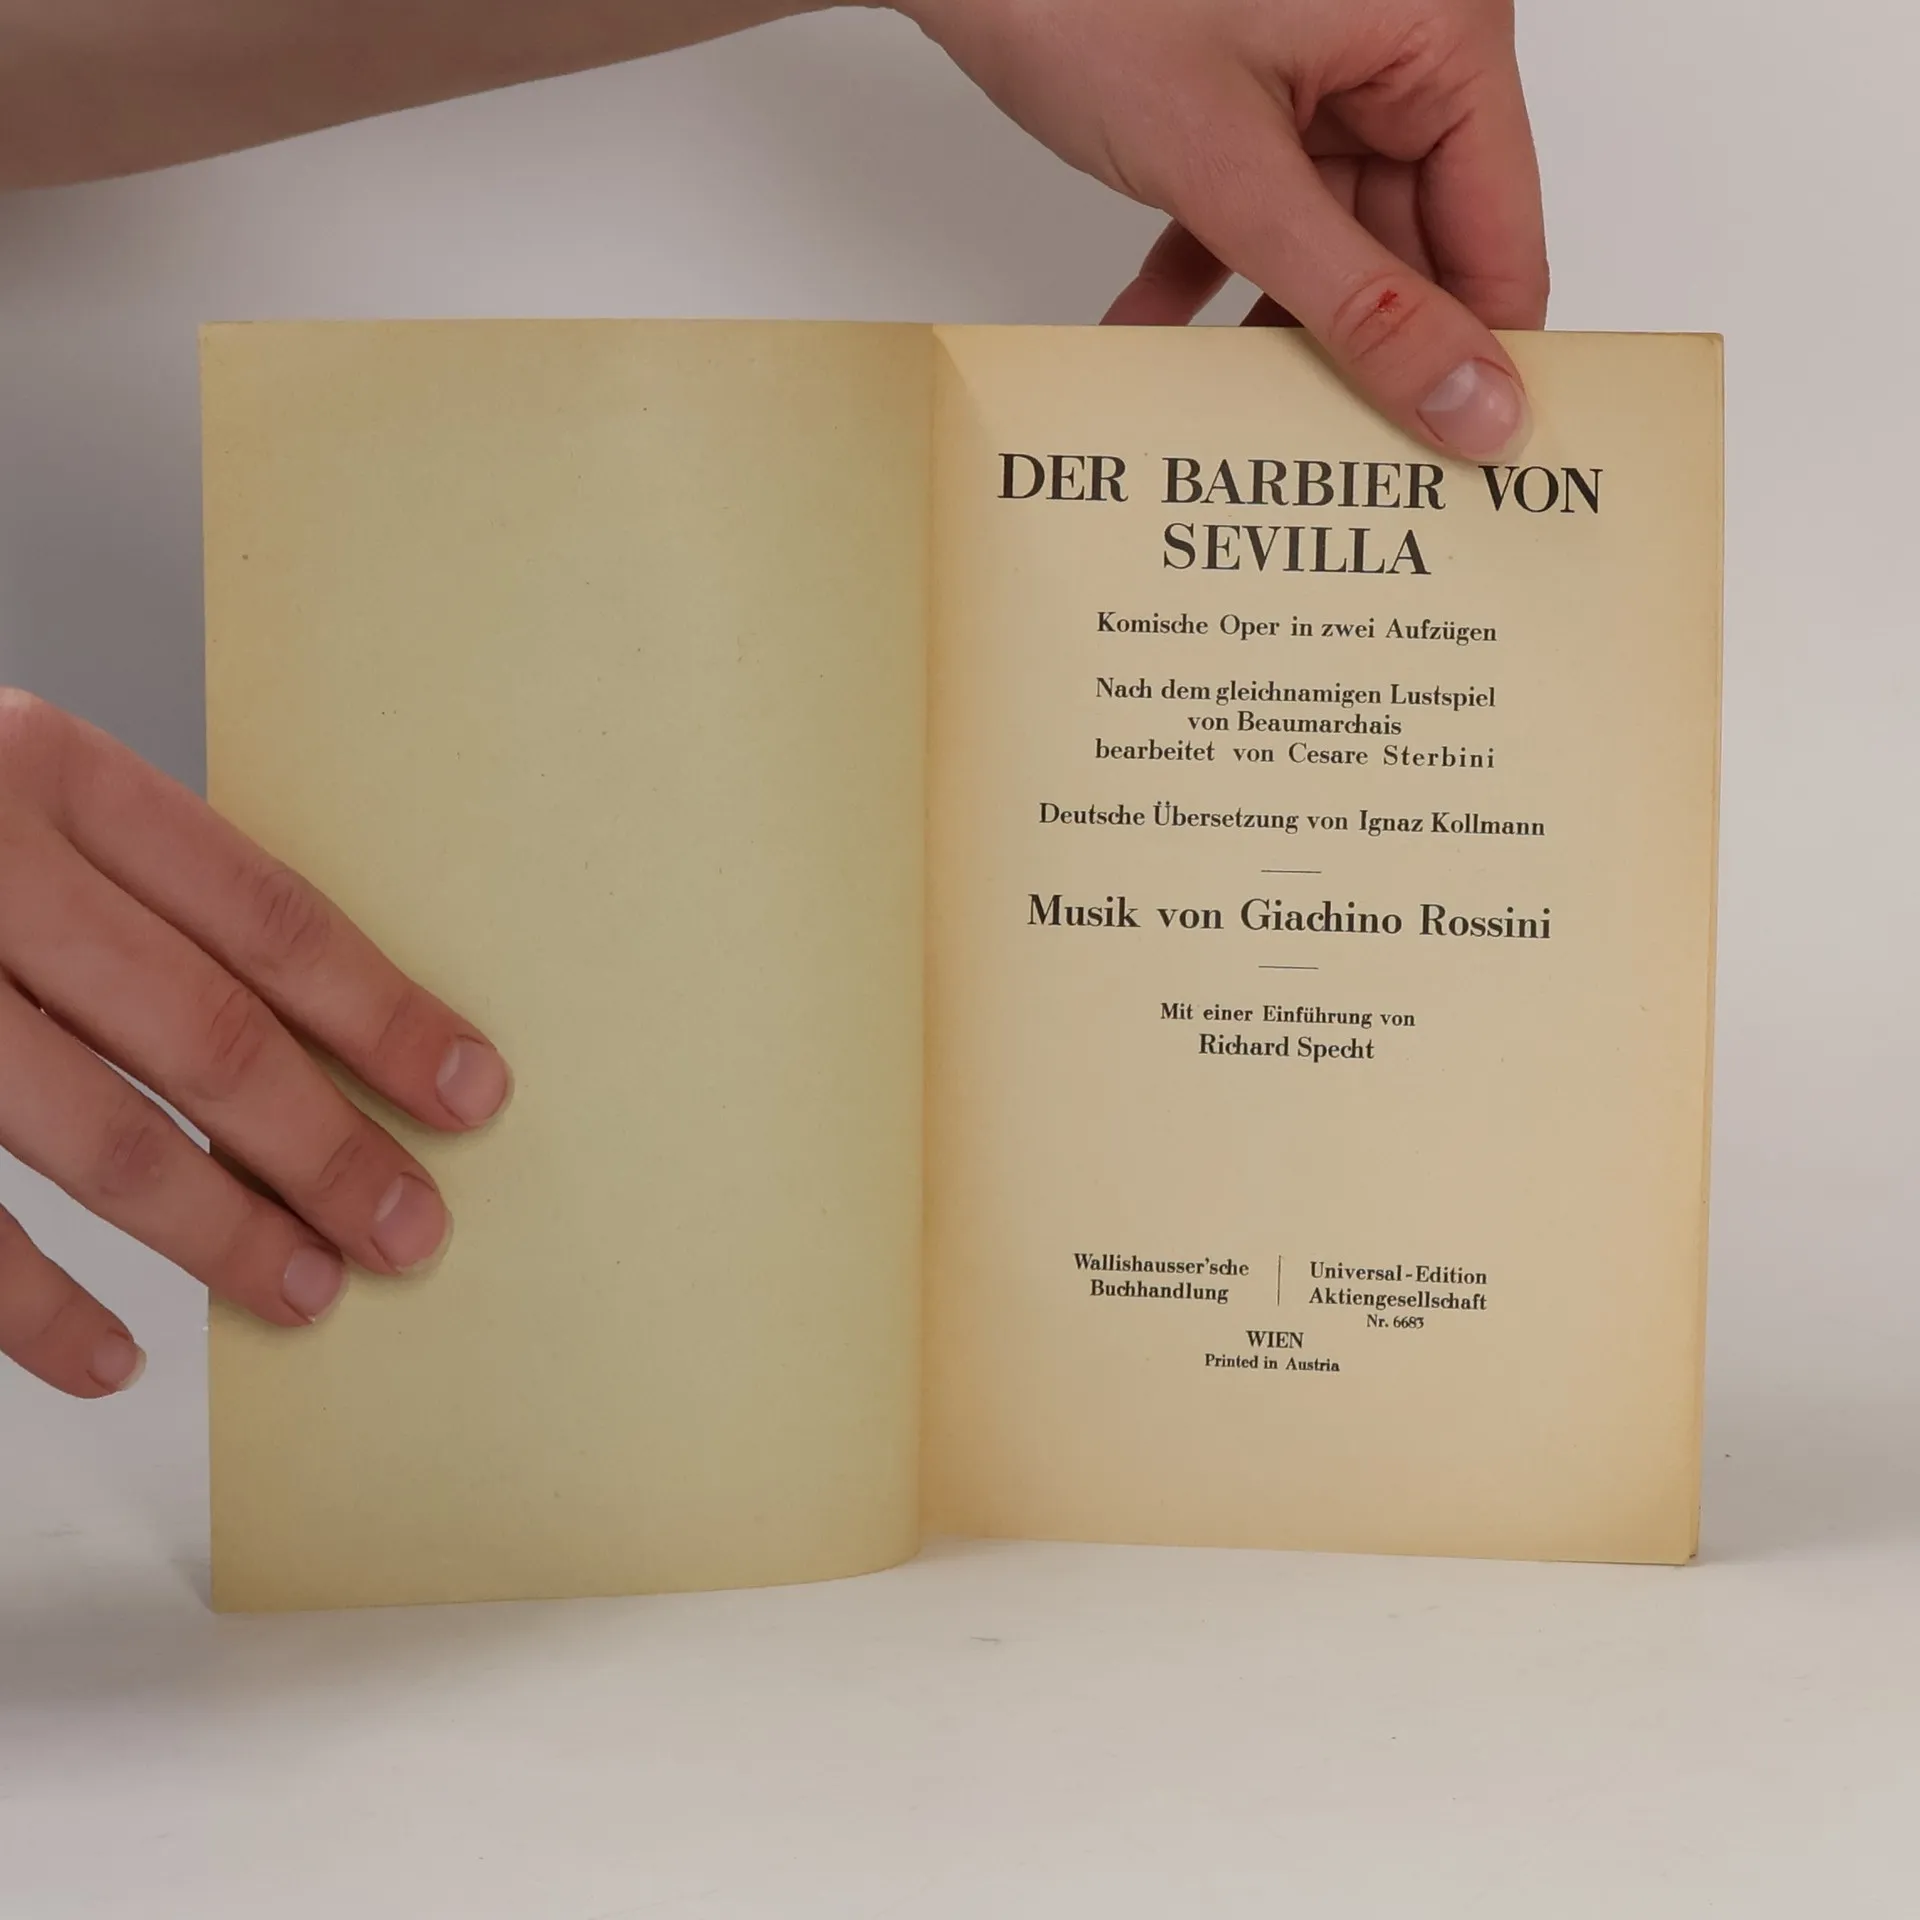 DER BARBIER VON
SEVILLA
Komische Oper in zwei Aufzügen
Nach dem gleichnamigen Lustspiel
von Beaumarchais
bearbeitet von Cesare Sterbini
Deutsche Übersetzung von Ignaz Kollmann
Musik von Giachino Rossini
Mit einer Einführung von
Richard Specht
Wallishausser'sche
Buchhandlung
Universal-Edition
Aktiengesellschaft
Nr. 6683
WIEN
Printed in Austria